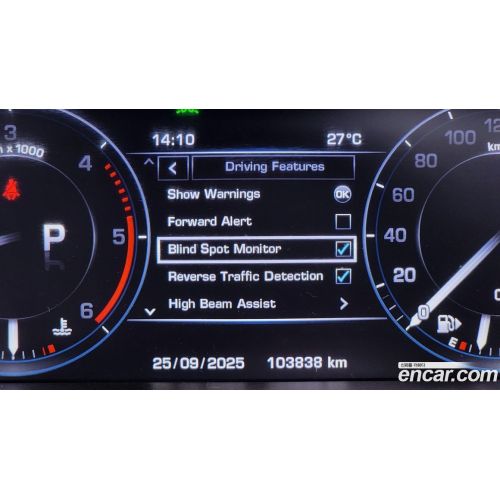 14:10 27°C
< Driving Features
Show Warnings OK
Forward Alert
Blind Spot Monitor
Reverse Traffic Detection
High Beam Assist >
25/09/2025 103838 km
3
x 1000
4
5
6
P
100
80
60
40
20
0
E
encar.com